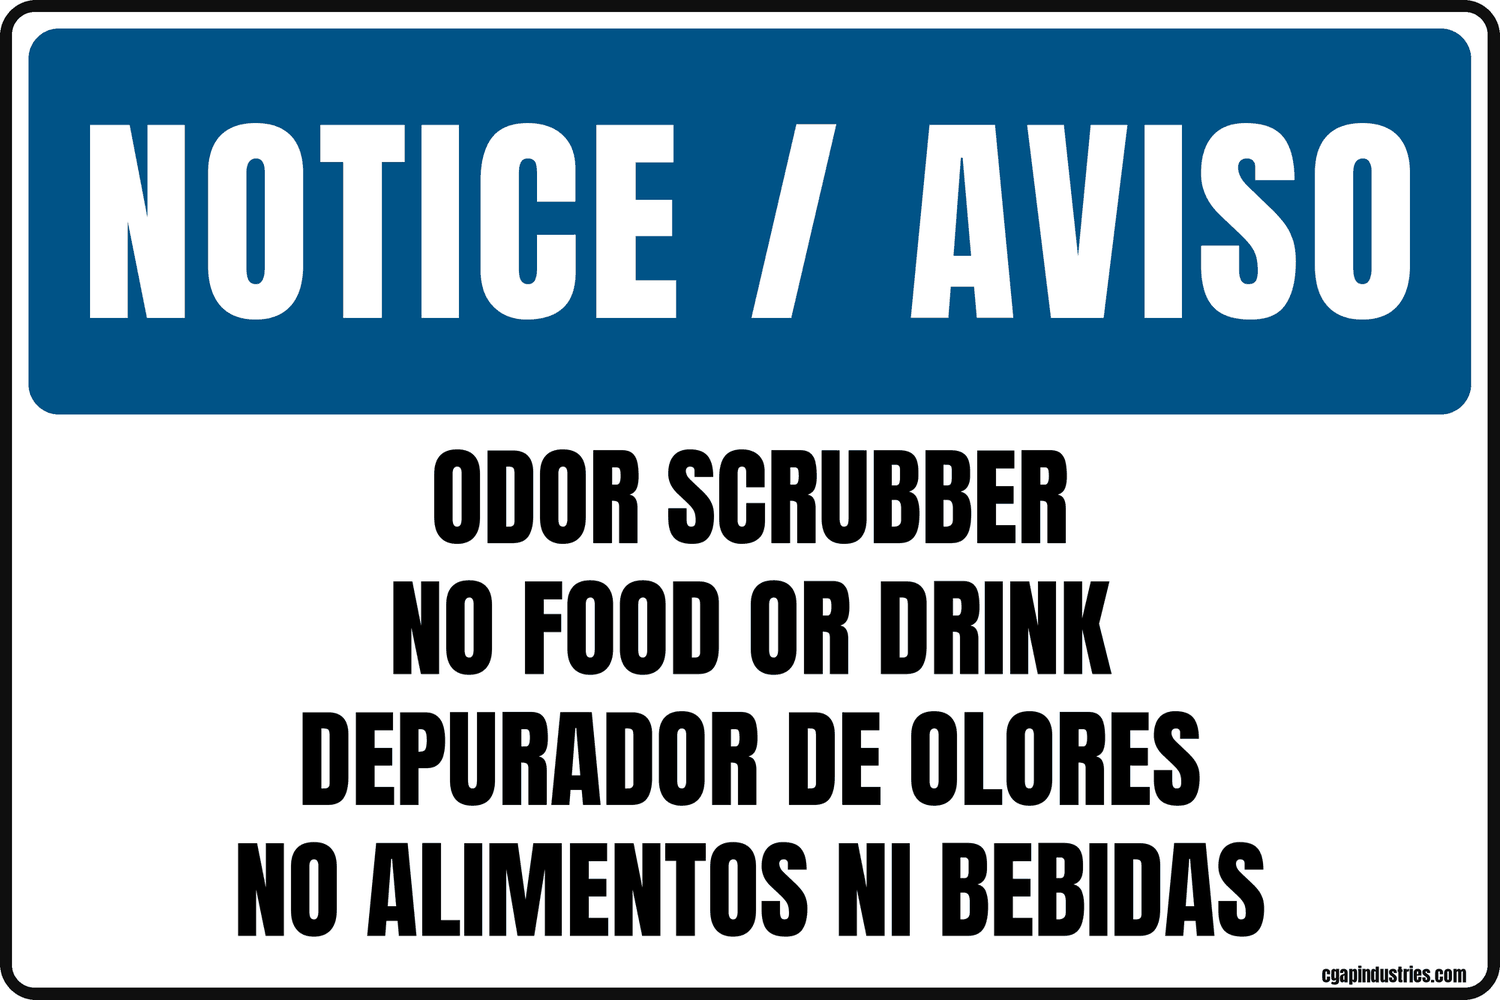 NOTICE / AVISO
ODOR SCRUBBER
NO FOOD OR DRINK
DEPURADOR DE OLORES
NO ALIMENTOS NI BEBIDAS
cgapindustries.com